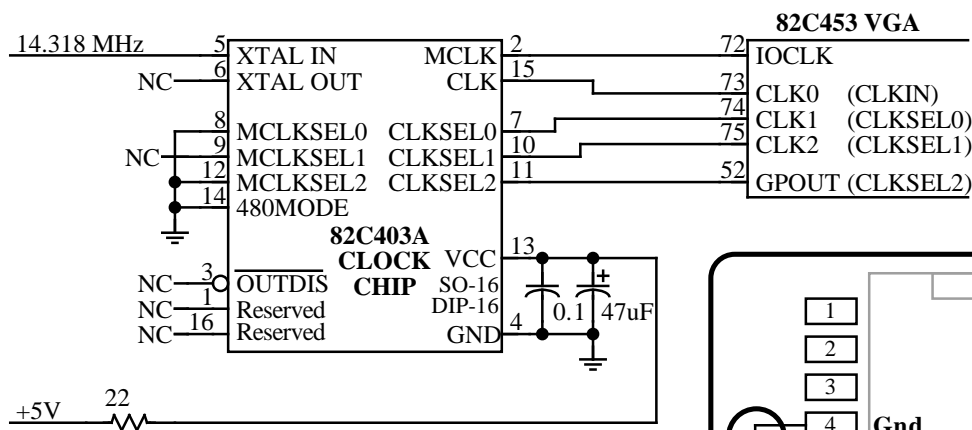 82C453 VGA
14.318 MHz 5 XTAL IN MCLK 2 72 IOCLK
NC 6 XTAL OUT CLK 15 73 CLK0 (CLKIN)
8 MCLKSEL0 CLKSEL0 7 74 CLK1 (CLKSEL0)
NC 9 MCLKSEL1 CLKSEL1 10 75 CLK2 (CLKSEL1)
12 MCLKSEL2 CLKSEL2 11 52 GPOUT (CLKSEL2)
14 480MODE
82C403A
CLOCK
CHIP
VCC 13
NC 3 OUTDIS SO-16
NC 1 Reserved DIP-16
NC 16 Reserved GND 4
0.1 + 47uF
+5V 22
1
2
3
4 Gnd